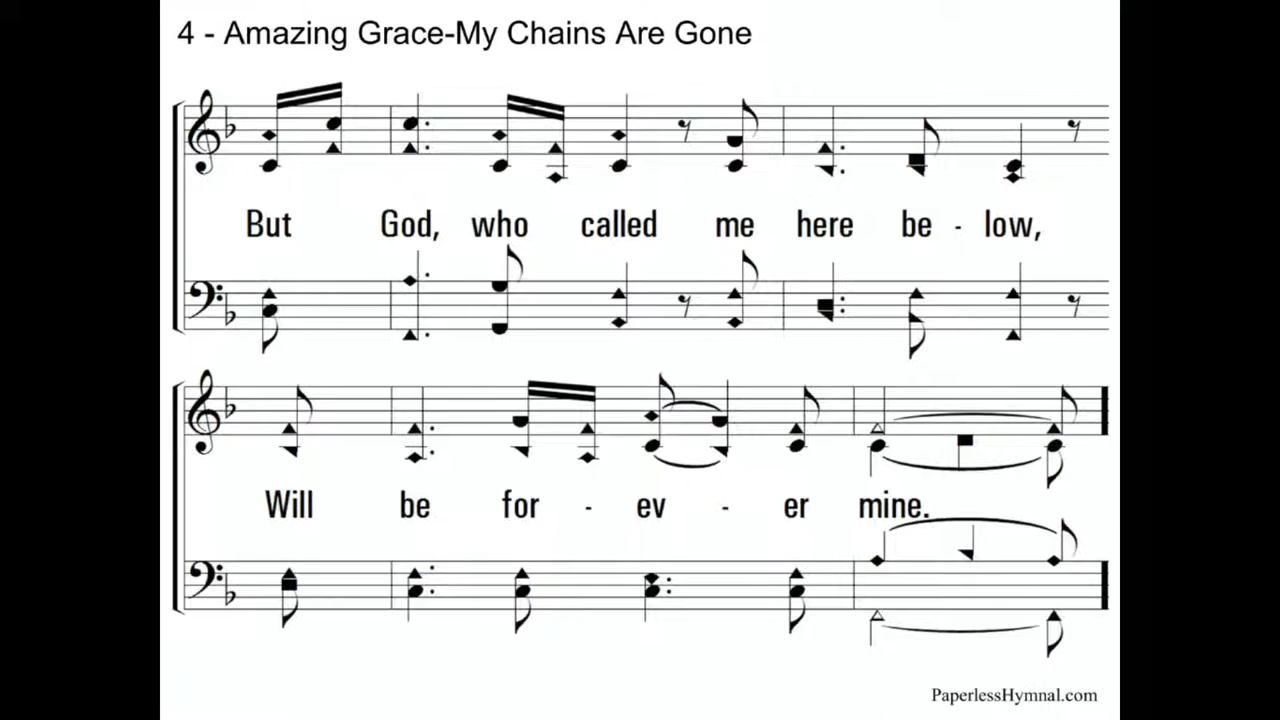 4 - Amazing Grace-My Chains Are Gone
But God, who called me here be - low,
Will be for - ev - er mine.
PaperlessHymnal.com